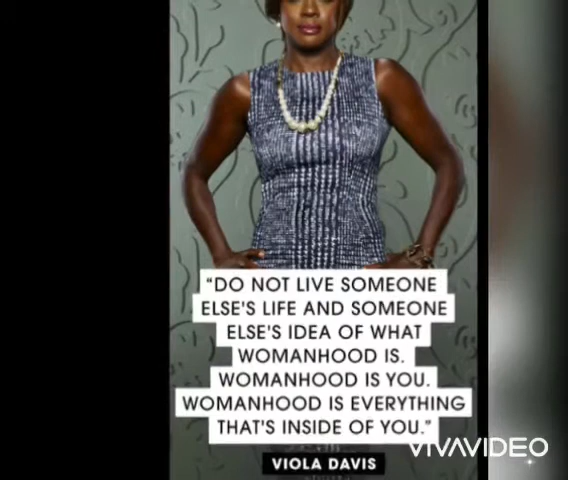 "DO NOT LIVE SOMEONE
ELSE'S LIFE AND SOMEONE
ELSE'S IDEA OF WHAT
WOMANHOOD IS.
WOMANHOOD IS YOU.
WOMANHOOD IS EVERYTHING
THAT'S INSIDE OF YOU."
VIVAVIDEO
VIOLA DAVIS